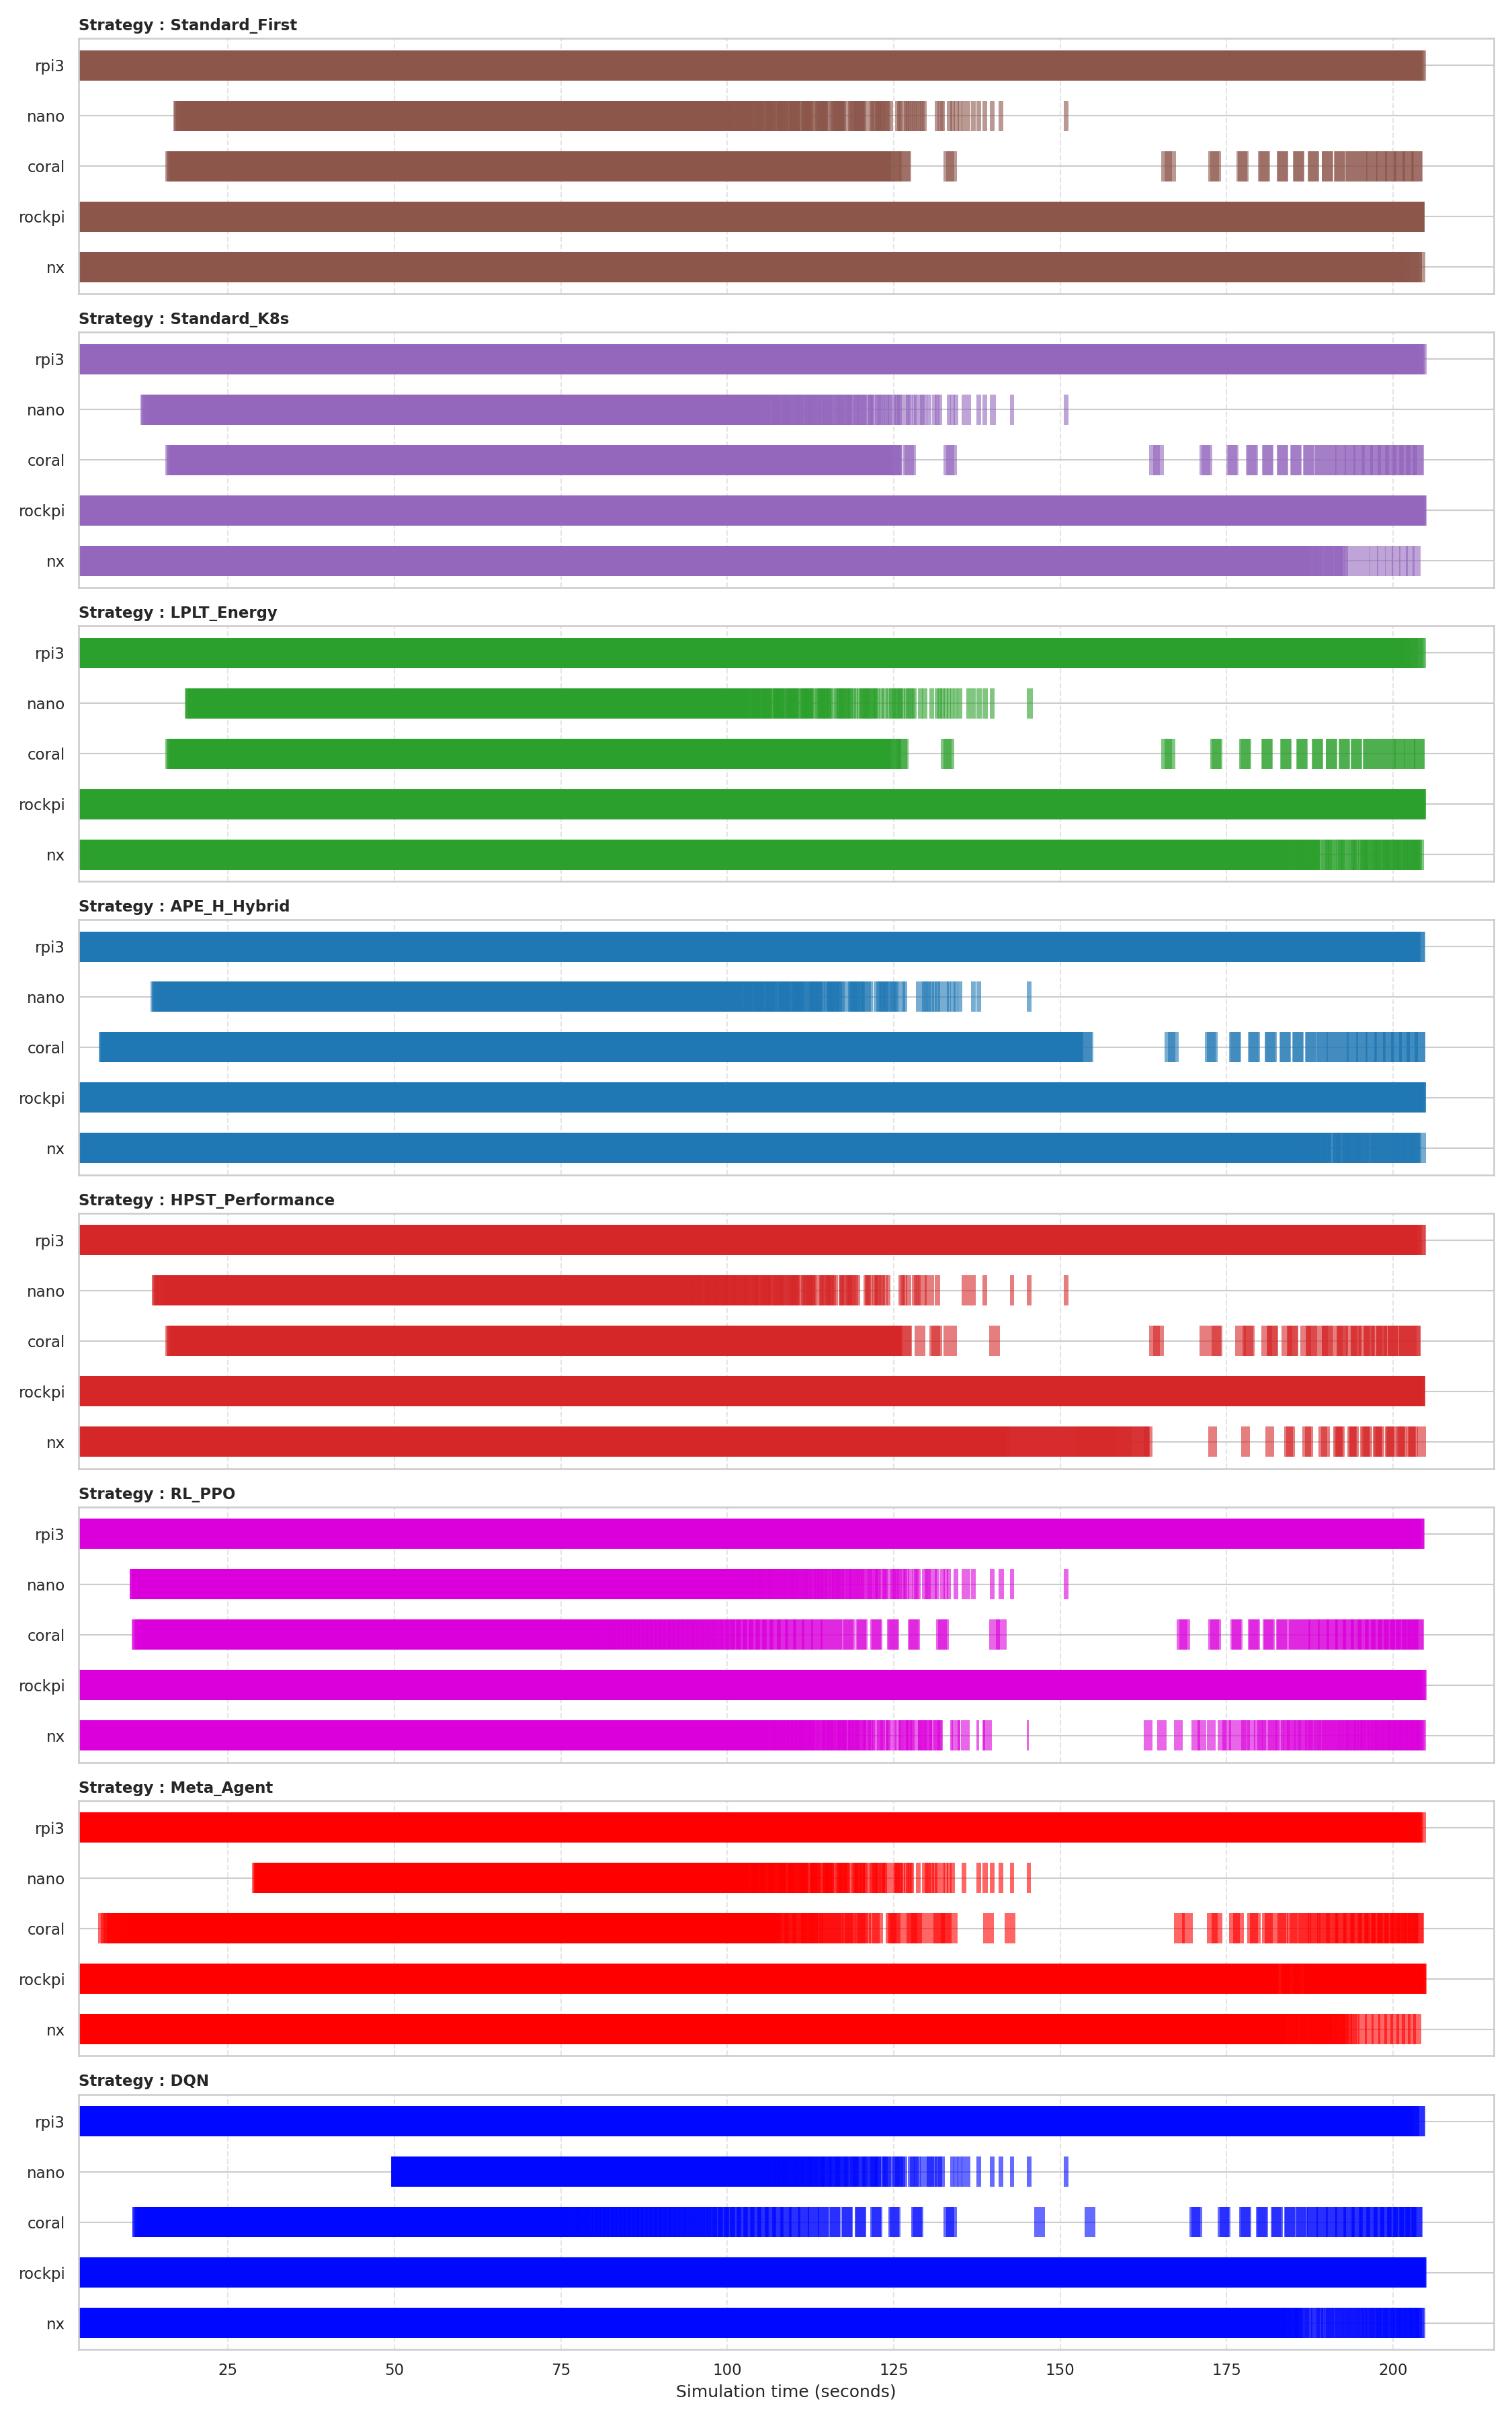 Strategy : Standard_First
rpi3
nano
coral
rockpi
nx
Strategy : Standard_K8s
rpi3
nano
coral
rockpi
nx
Strategy : LPLT_Energy
rpi3
nano
coral
rockpi
nx
Strategy : APE_H_Hybrid
rpi3
nano
coral
rockpi
nx
Strategy : HPST_Performance
rpi3
nano
coral
rockpi
nx
Strategy : RL_PPO
rpi3
nano
coral
rockpi
nx
Strategy : Meta_Agent
rpi3
nano
coral
rockpi
nx
Strategy : DQN
rpi3
nano
coral
rockpi
nx
25 50 75 100 125 150 175 200
Simulation time (seconds)